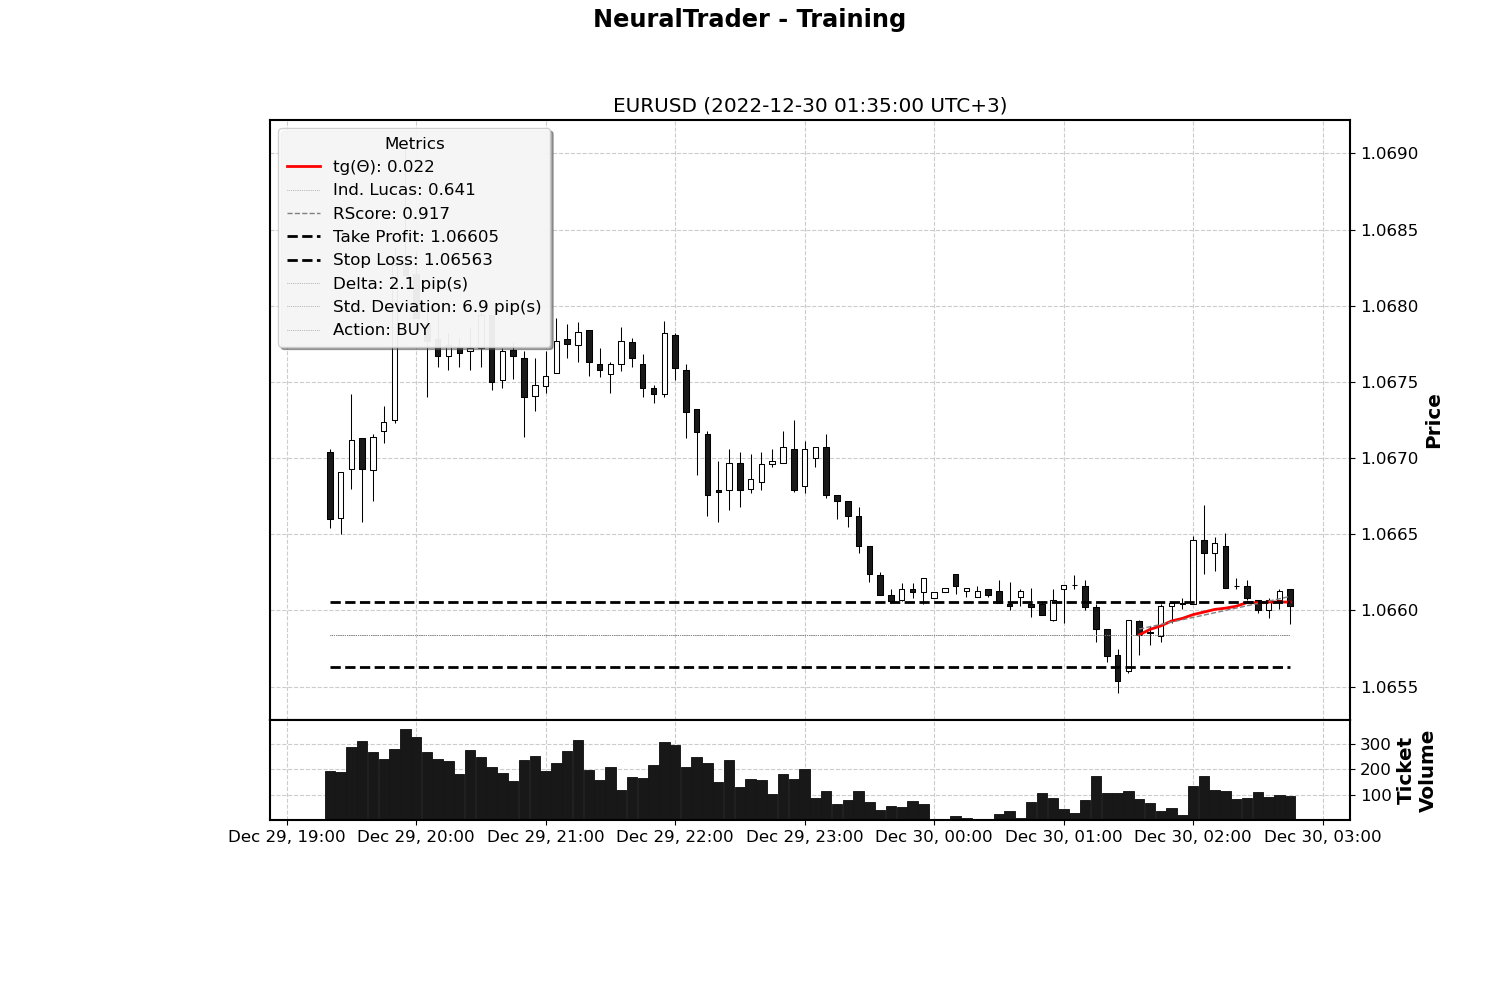 NeuralTrader - Training
EURUSD (2022-12-30 01:35:00 UTC+3)
Metrics
tg(Θ): 0.022
Ind. Lucas: 0.641
RScore: 0.917
Take Profit: 1.06605
Stop Loss: 1.06563
Delta: 2.1 pip(s)
Std. Deviation: 6.9 pip(s)
Action: BUY
1.0690
1.0685
1.0680
1.0675
1.0670
1.0665
1.0660
1.0655
Price
300
200
100
Ticket
Volume
Dec 29, 19:00 Dec 29, 20:00 Dec 29, 21:00 Dec 29, 22:00 Dec 29, 23:00 Dec 30, 00:00 Dec 30, 01:00 Dec 30, 02:00 Dec 30, 03:00